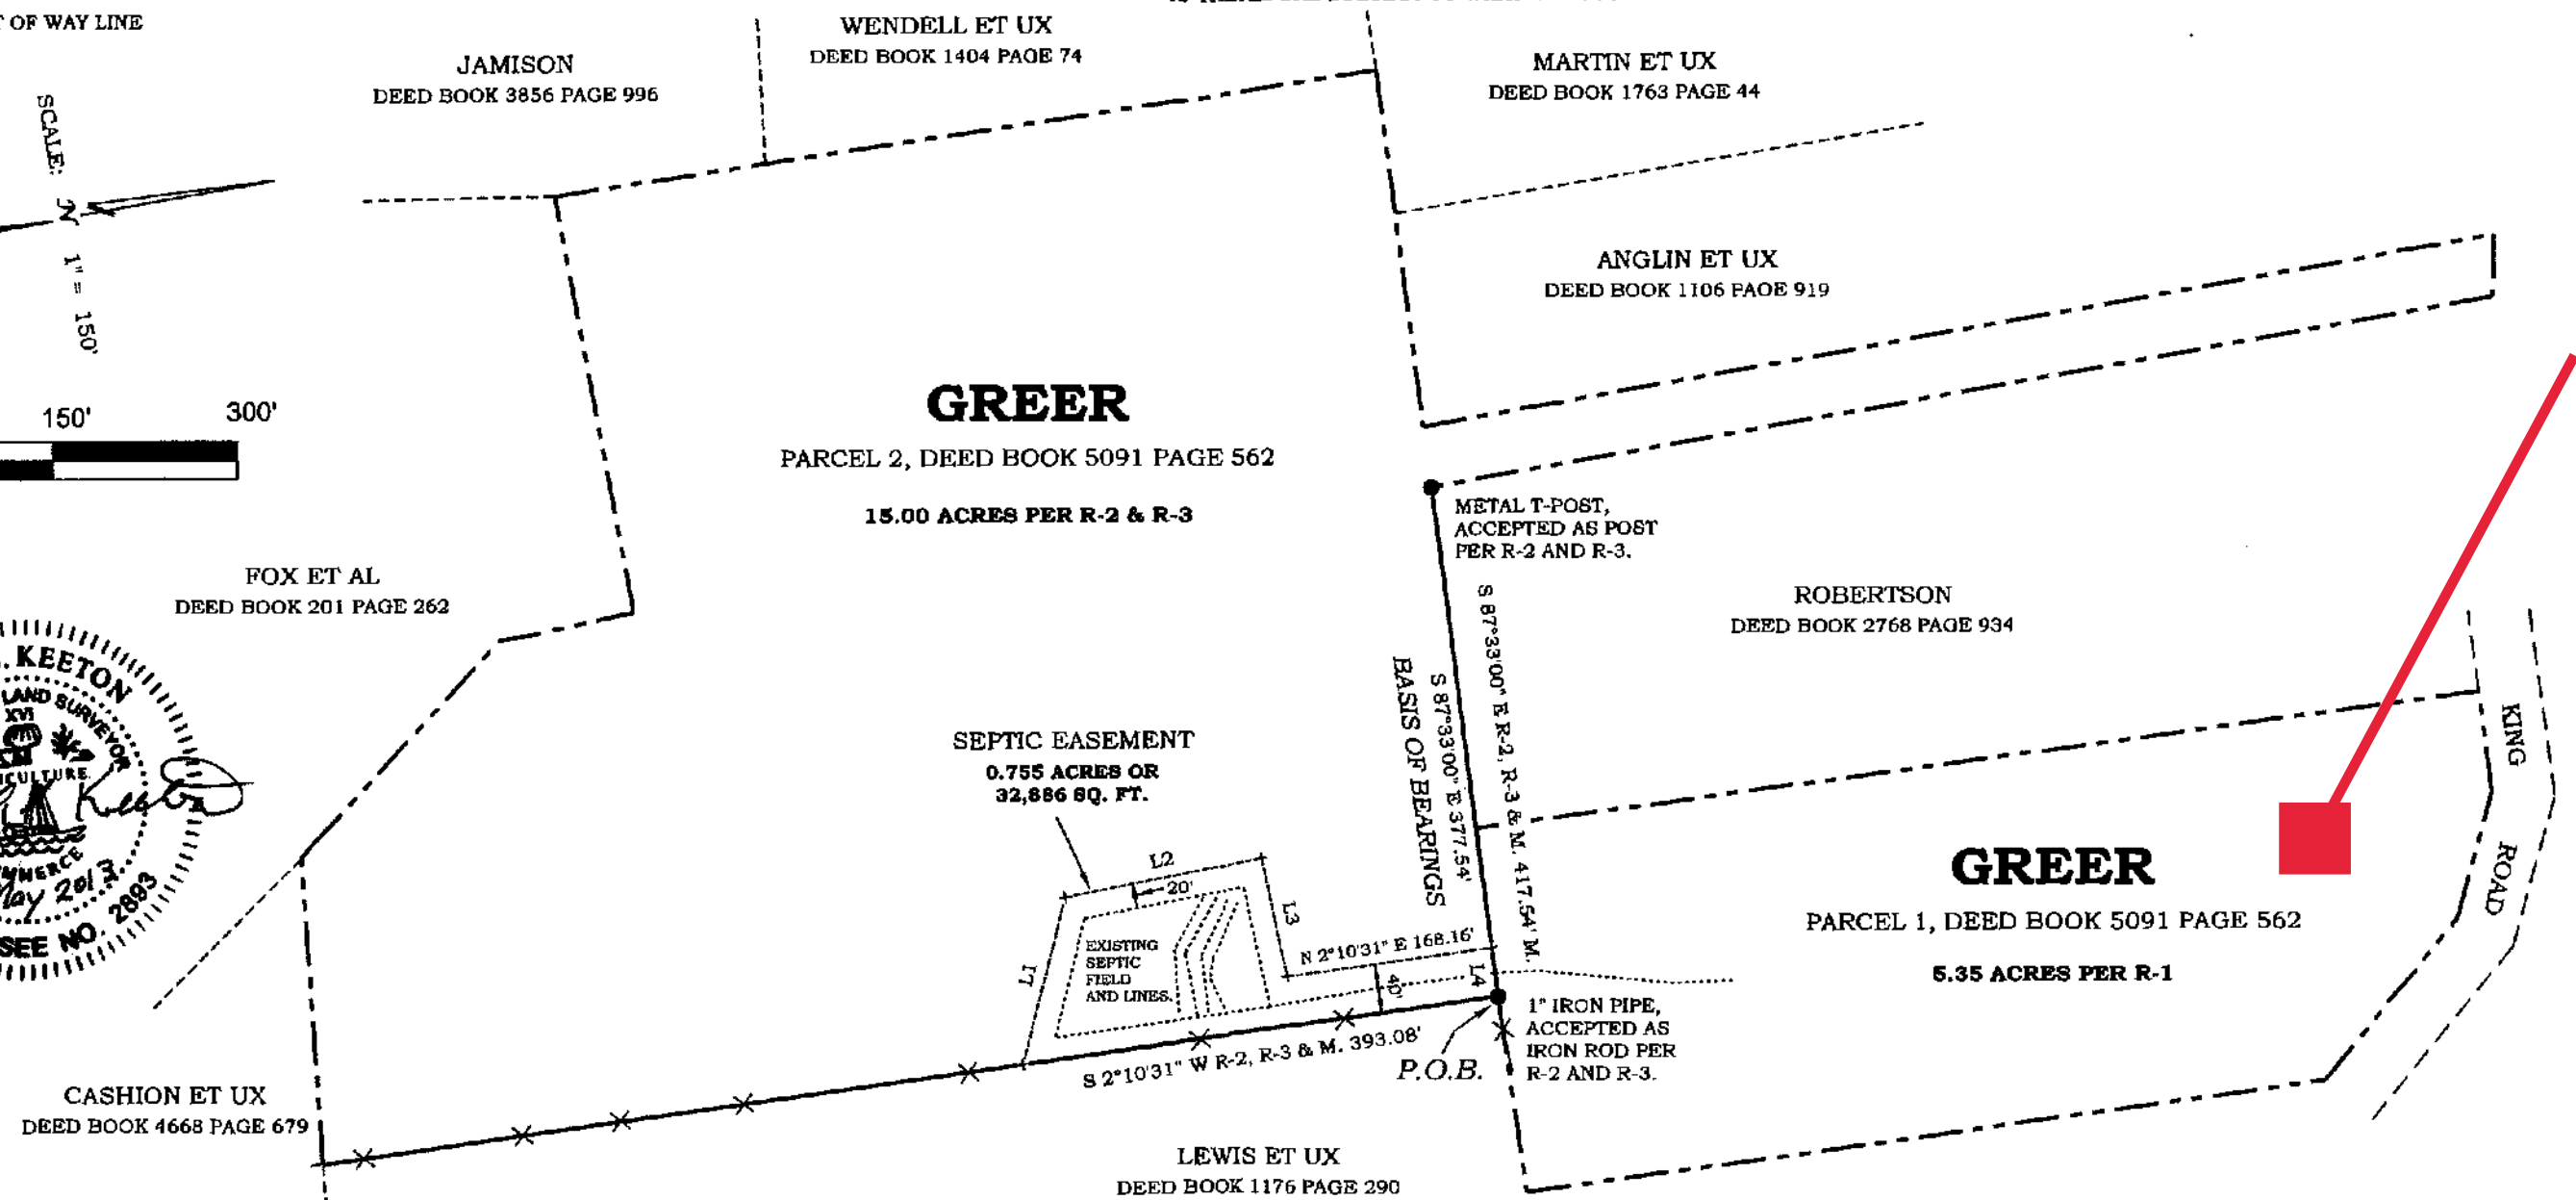 OF WAY LINE
SCALE:
N
1" = 150'
150'
300'
JAMISON
DEED BOOK 3856 PAGE 996
WENDELL ET UX
DEED BOOK 1404 PAGE 74
MARTIN ET UX
DEED BOOK 1763 PAGE 44
ANGLIN ET UX
DEED BOOK 1106 PAGE 919
GREER
PARCEL 2, DEED BOOK 5091 PAGE 562
15.00 ACRES PER R-2 & R-3
METAL T-POST,
ACCEPTED AS POST
PER R-2 AND R-3.
FOX ET AL
DEED BOOK 201 PAGE 262
ROBERTSON
DEED BOOK 2768 PAGE 934
KEETON
LAND SURVEYOR
XVI
CULTURE
MMERCE
May 2013
SEE NO. 2893
SEPTIC EASEMENT
0.755 ACRES OR
32,886 SQ. FT.
BASIS OF BEARINGS
S 87°33'00" E 377.54'
S 87°33'00" E R-2, R-3 & M. 417.54' M.
KING
ROAD
L2
20'
L3
L1
EXISTING
SEPTIC
FIELD
AND LINES.
N 2°10'31" E 168.16'
L4
40'
GREER
PARCEL 1, DEED BOOK 5091 PAGE 562
5.35 ACRES PER R-1
1" IRON PIPE,
ACCEPTED AS
IRON ROD PER
R-2 AND R-3.
P.O.B.
S 2°10'31" W R-2, R-3 & M. 393.08'
CASHION ET UX
DEED BOOK 4668 PAGE 679
LEWIS ET UX
DEED BOOK 1176 PAGE 290